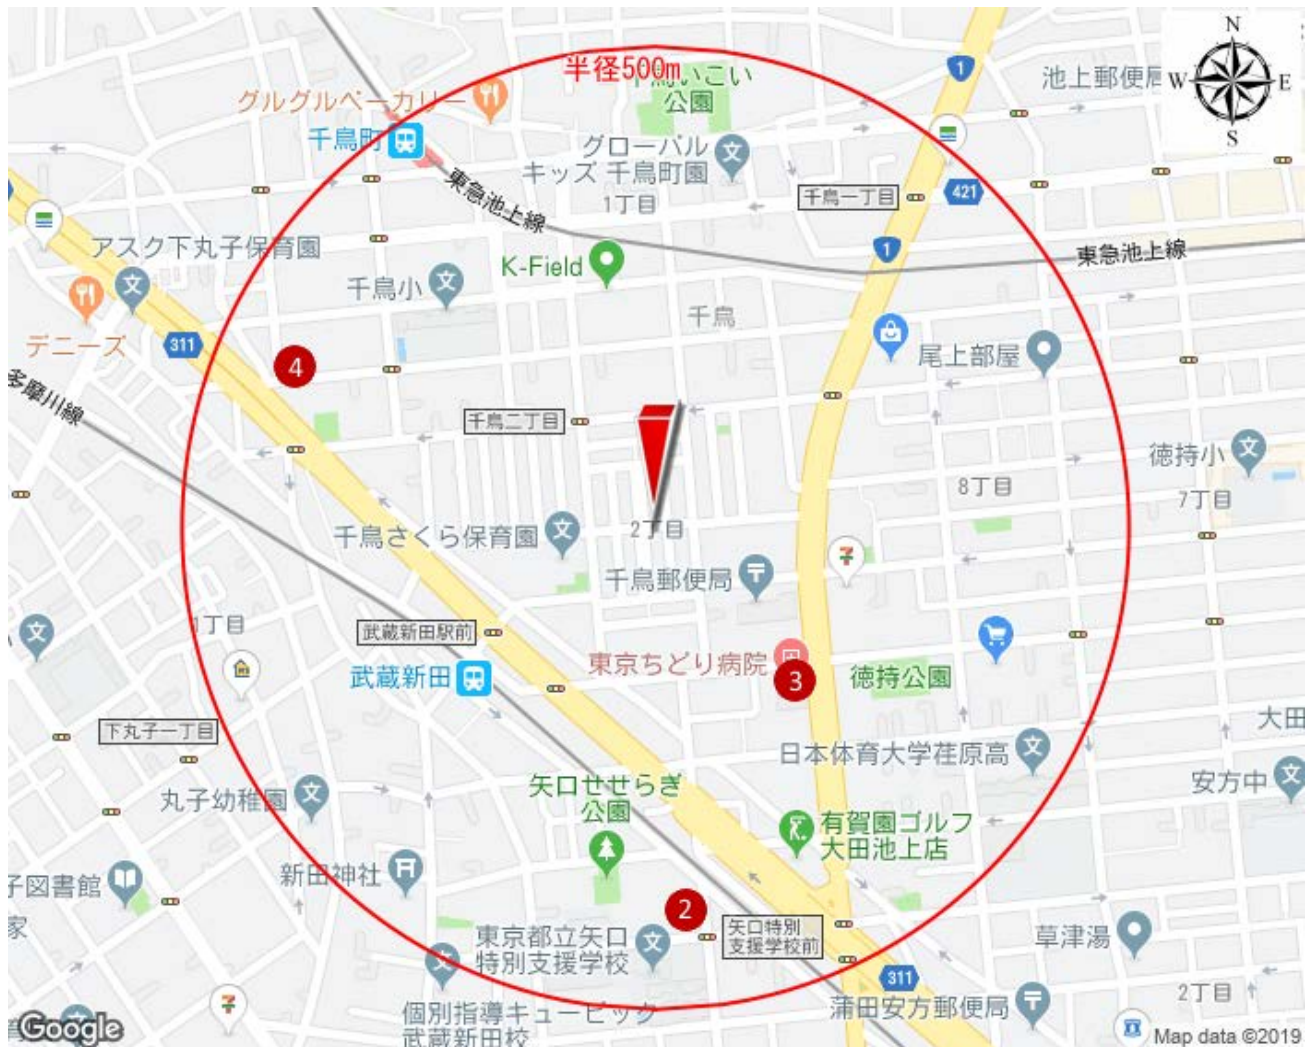 N
W
E
S
半径500m
千鳥いこい
公園
1
池上郵便局
グルグルベーカリー
千鳥町
グローバル
キッズ 千鳥町園
東急池上線
1丁目
千鳥一丁目
421
アスク下丸子保育園
K-Field
1
東急池上線
千鳥小
千鳥
デニーズ
311
4
尾上部屋
多摩川線
千鳥二丁目
徳持小
8丁目
7丁目
千鳥さくら保育園
2丁目
千鳥郵便局
7
1丁目
武蔵新田駅前
東京ちどり病院
武蔵新田
3
徳持公園
下丸子一丁目
大田
日本体育大学荏原高
矢口せせらぎ
公園
安方中
丸子幼稚園
有賀園ゴルフ
大田池上店
新田神社
子図書館
家
2
矢口特別
支援学校前
東京都立矢口
特別支援学校
草津湯
311
2丁目
個別指導キュービック
武蔵新田校
蒲田安方郵便局
7
Google
Map data ©2019